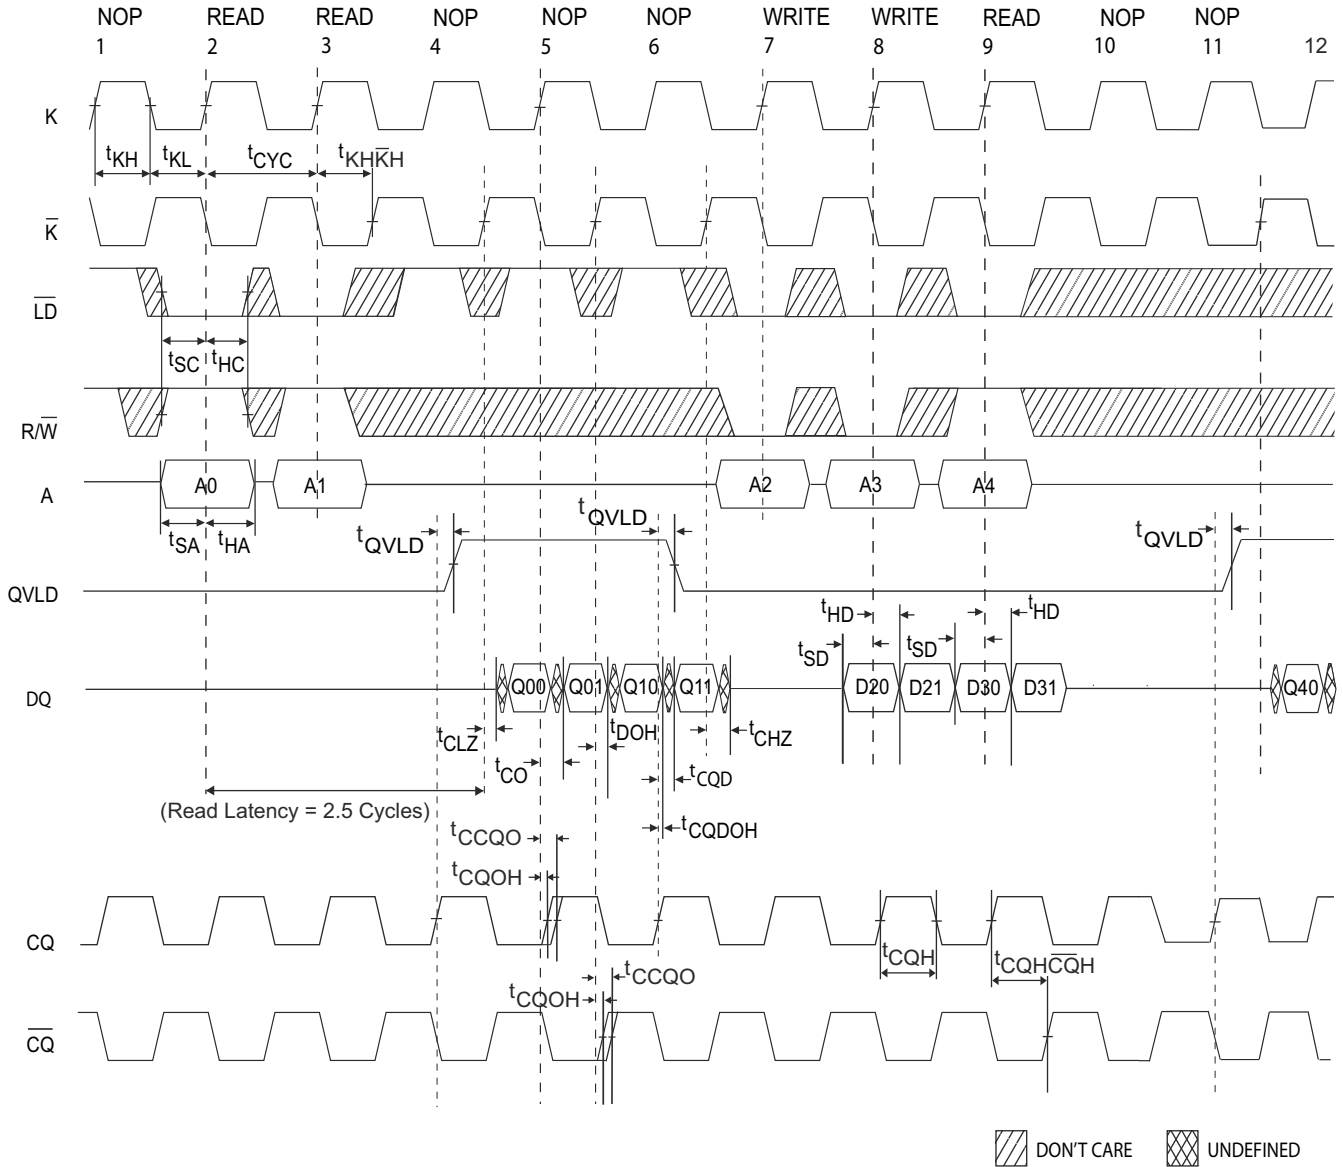 NOP READ READ NOP NOP NOP WRITE WRITE READ NOP NOP
1 2 3 4 5 6 7 8 9 10 11 12
K
tKH tKL tCYC tKHK̅H
K̅
L̅D̅
tSC tHC
R/W̅
A A0 A1 A2 A3 A4
tSA tHA tQVLD tQVLD tQVLD
QVLD
tHD tHD
tSD tSD
DQ Q00 Q01 Q10 Q11 D20 D21 D30 D31 Q40
tCLZ tDOH tCHZ
tCO tCQD
(Read Latency = 2.5 Cycles)
tCQDOH
tCCQO
tCQOH
CQ
tCQH tCQHC̅Q̅H
tCCQO
tCQOH
C̅Q̅
DON'T CARE UNDEFINED